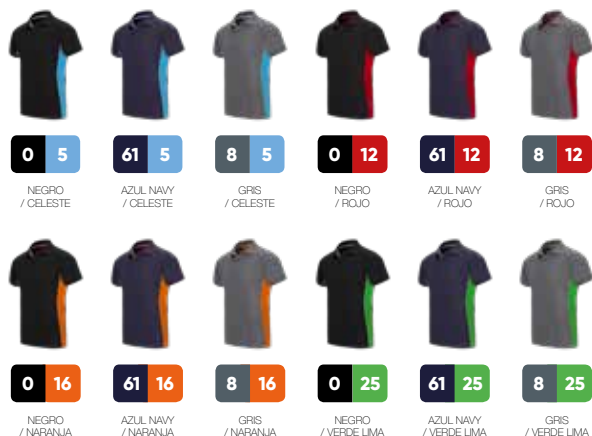 0 5 61 5 8 5 0 12 61 12 8 12
NEGRO AZUL NAVY GRIS NEGRO AZUL NAVY GRIS
/ CELESTE / CELESTE / CELESTE / ROJO / ROJO / ROJO
0 16 61 16 8 16 0 25 61 25 8 25
NEGRO AZUL NAVY GRIS NEGRO AZUL NAVY GRIS
/ NARANJA / NARANJA / NARANJA / VERDE LIMA / VERDE LIMA / VERDE LIMA